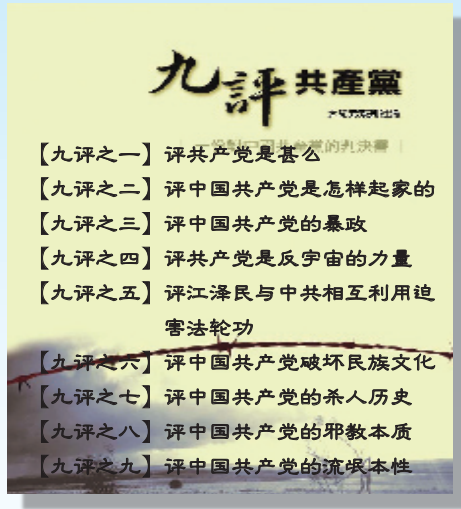 九評共產黨
【九评之一】评共产党是甚么
【九评之二】评中国共产党是怎样起家的
【九评之三】评中国共产党的暴政
【九评之四】评共产党是反宇宙的力量
【九评之五】评江泽民与中共相互利用迫
害法轮功
【九评之六】评中国共产党破坏民族文化
【九评之七】评中国共产党的杀人历史
【九评之八】评中国共产党的邪教本质
【九评之九】评中国共产党的流氓本性